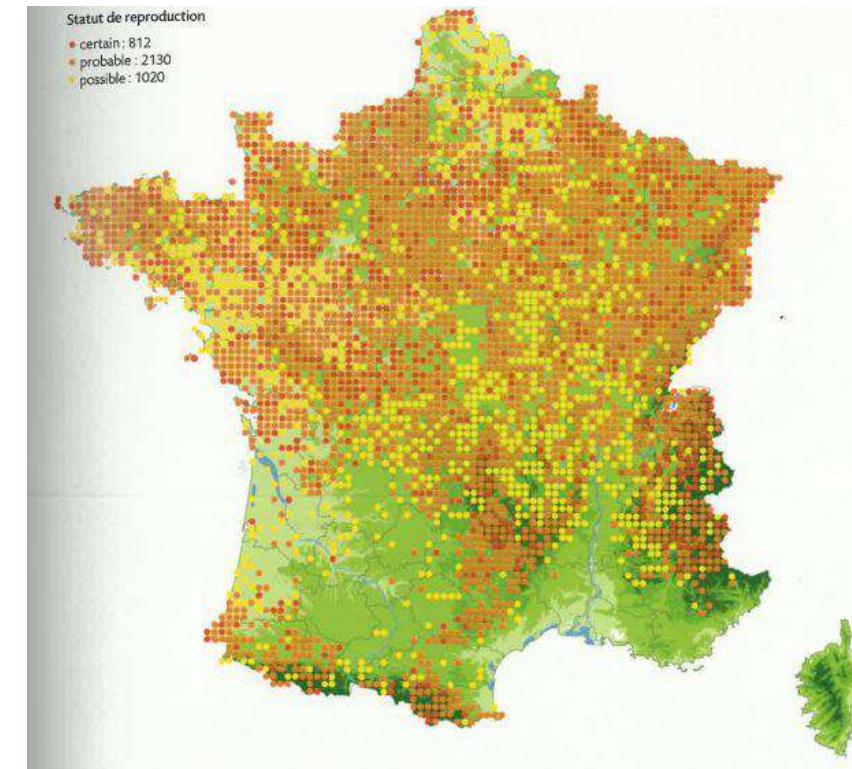 Statut de reproduction
certain : 812
probable : 2130
possible : 1020